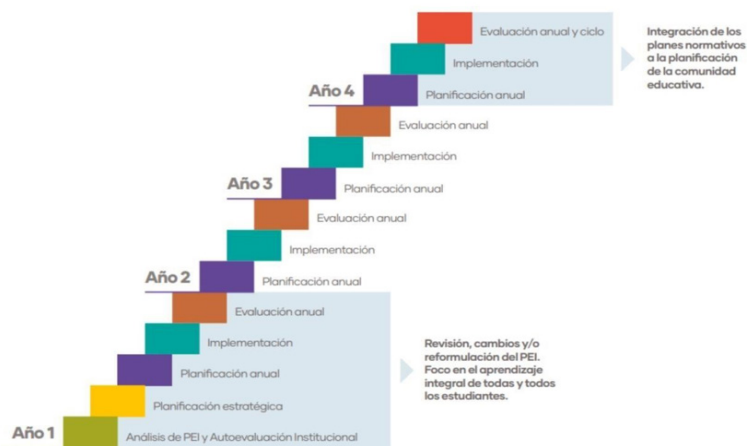 Evaluación anual y ciclo
Implementación
Año 4
Planificación anual
Integración de los
planes normativos
a la planificación
de la comunidad
educativa.
Evaluación anual
Implementación
Año 3
Planificación anual
Evaluación anual
Implementación
Año 2
Planificación anual
Evaluación anual
Implementación
Planificación anual
Planificación estratégica
Año 1
Análisis de PEI y Autoevaluación Institucional
Revisión, cambios y/o
reformulación del PEI.
Foco en el aprendizaje
integral de todas y todos
los estudiantes.